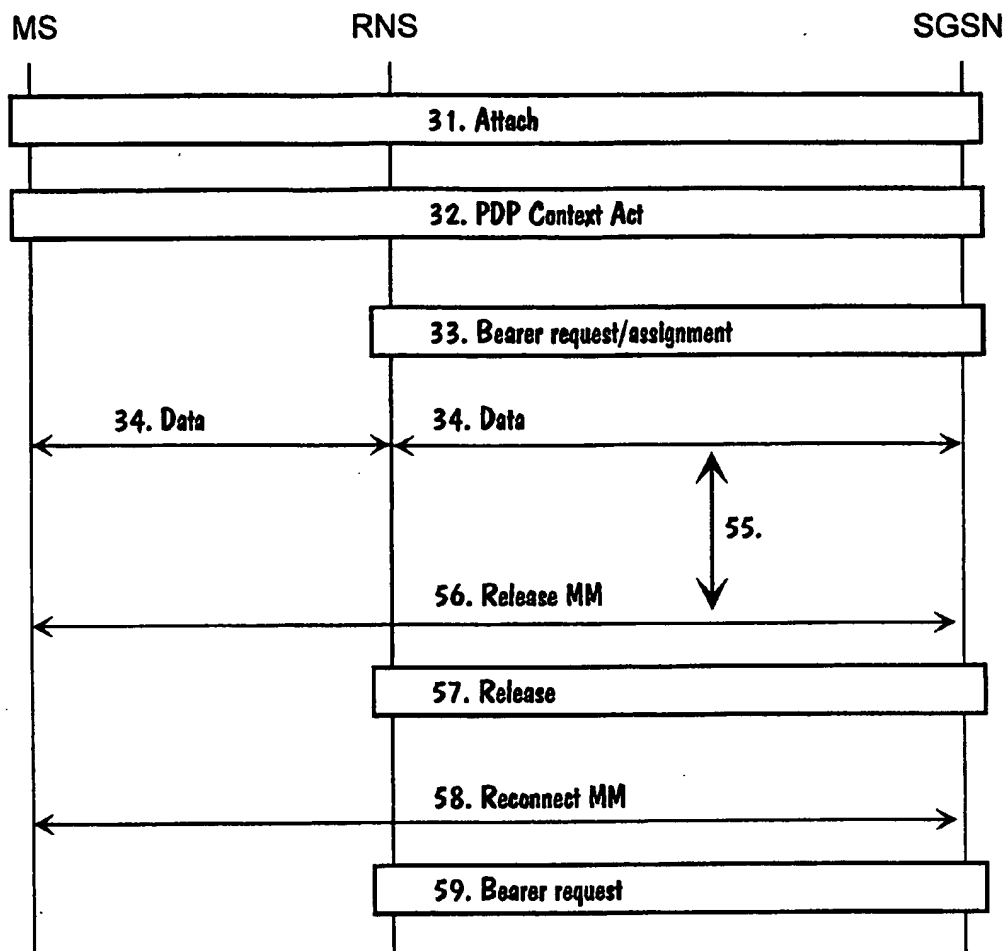 MS RNS SGSN
31. Attach
32. PDP Context Act
33. Bearer request/assignment
34. Data 34. Data
55.
56. Release MM
57. Release
58. Reconnect MM
59. Bearer request